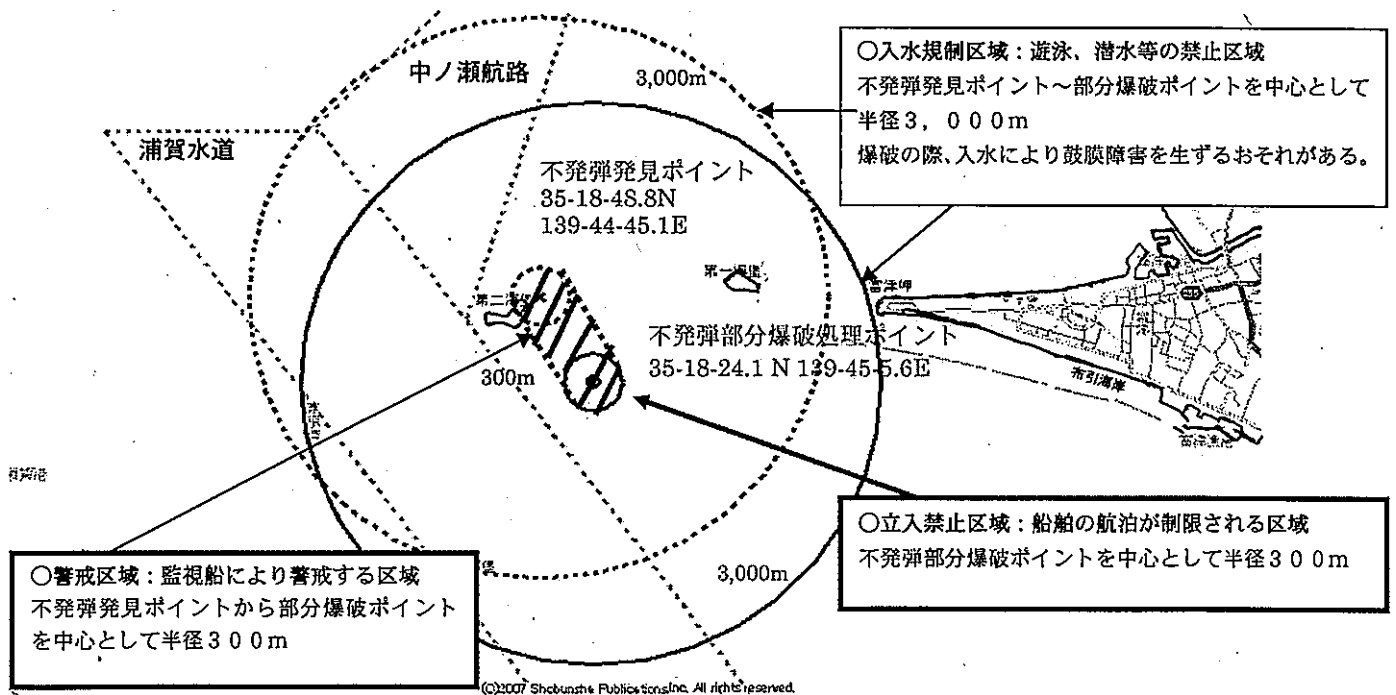 中ノ瀬航路
3,000m
浦賀水道
○入水規制区域：遊泳、潜水等の禁止区域
不発弾発見ポイント～部分爆破ポイントを中心として
半径３，０００ｍ
爆破の際、入水により鼓膜障害を生ずるおそれがある。
不発弾発見ポイント
35-18-48.8N
139-44-45.1E
第一海堡
富津岬
第二海
不発弾部分爆破処理ポイント
35-18-24.1 N 139-45-5.6E
300m
布引海岸
富津漁港
○立入禁止区域：船舶の航泊が制限される区域
不発弾部分爆破ポイントを中心として半径３００ｍ
3,000m
○警戒区域：監視船により警戒する区域
不発弾発見ポイントから部分爆破ポイント
を中心として半径３００ｍ
堡
(C)2007 Shobunsha Publications,Inc. All rights reserved.